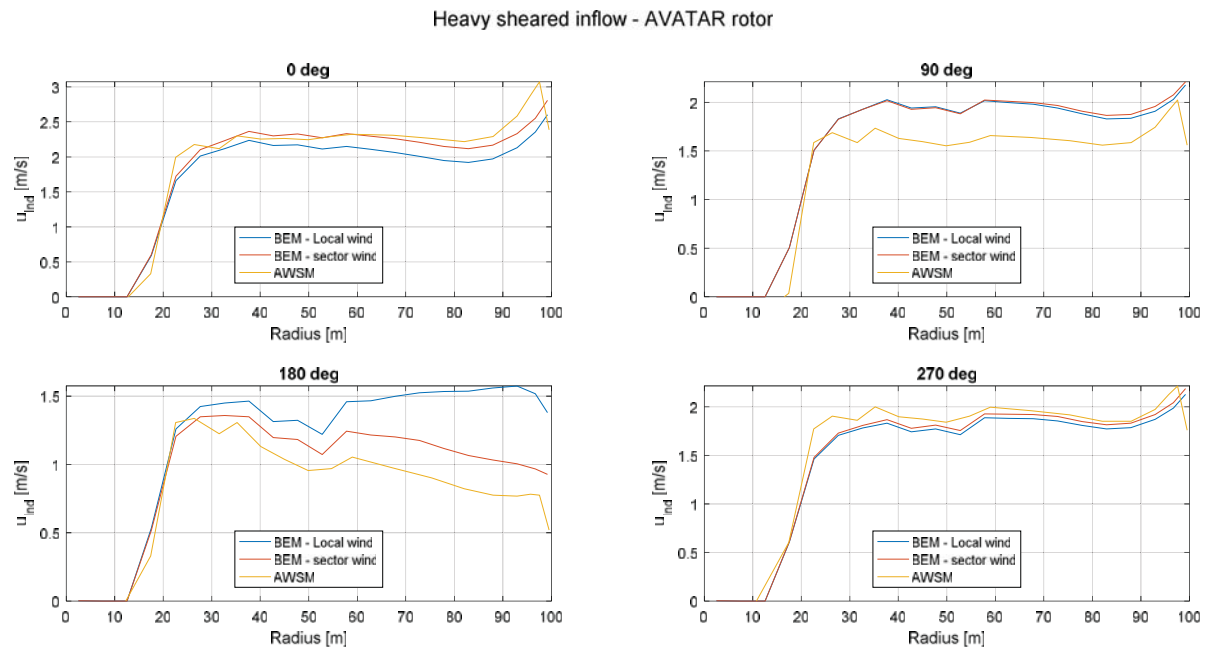 Heavy sheared inflow - AVATAR rotor
0 deg
3
2.5
2
1.5
1
0.5
0
u_Ind [m/s]
BEM - Local wind
BEM - sector wind
AWSM
0 10 20 30 40 50 60 70 80 90 100
Radius [m]
90 deg
2
1.5
1
0.5
0
u_Ind [m/s]
BEM - Local wind
BEM - sector wind
AWSM
0 10 20 30 40 50 60 70 80 90 100
Radius [m]
180 deg
1.5
1
0.5
0
u_Ind [m/s]
BEM - Local wind
BEM - sector wind
AWSM
0 10 20 30 40 50 60 70 80 90 100
Radius [m]
270 deg
2
1.5
1
0.5
0
u_Ind [m/s]
BEM - Local wind
BEM - sector wind
AWSM
0 10 20 30 40 50 60 70 80 90 100
Radius [m]